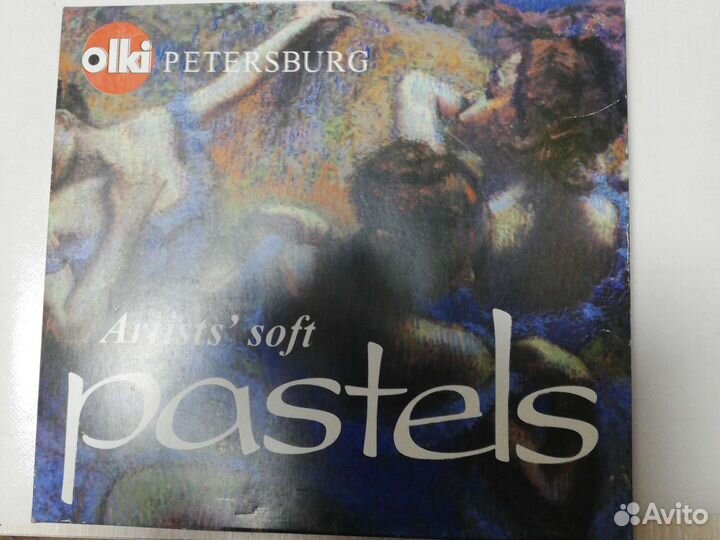 olki PETERSBURG
Artists' soft
pastels
Avito